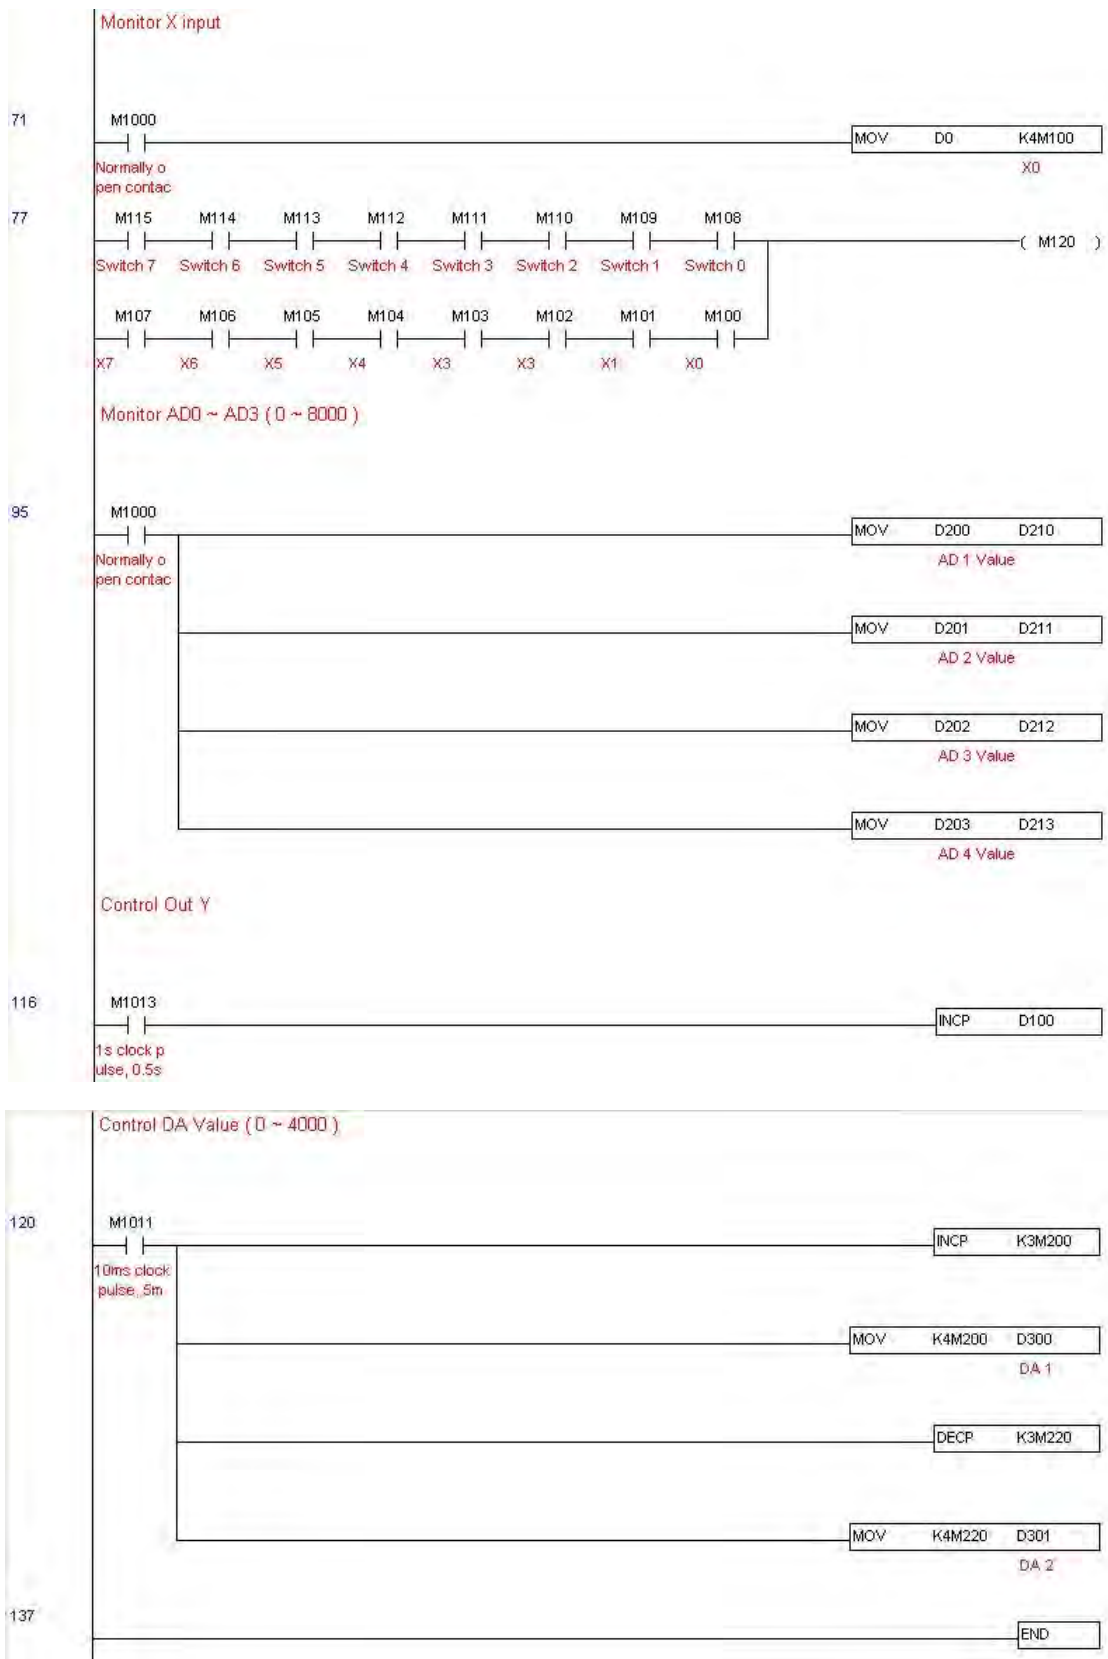 Monitor X input
71
M1000
MOV D0 K4M100
Normally o
pen contac
X0
77
M115 M114 M113 M112 M111 M110 M109 M108
( M120 )
Switch 7 Switch 6 Switch 5 Switch 4 Switch 3 Switch 2 Switch 1 Switch 0
M107 M106 M105 M104 M103 M102 M101 M100
X7 X6 X5 X4 X3 X3 X1 X0
Monitor AD0 ~ AD3 ( 0 ~ 8000 )
95
M1000
MOV D200 D210
Normally o
pen contac
AD 1 Value
MOV D201 D211
AD 2 Value
MOV D202 D212
AD 3 Value
MOV D203 D213
AD 4 Value
Control Out Y
116
M1013
INCP D100
1s clock p
ulse, 0.5s
Control DA Value ( 0 ~ 4000 )
120
M1011
INCP K3M200
10ms clock
pulse, 5m
MOV K4M200 D300
DA 1
DECP K3M220
MOV K4M220 D301
DA 2
137
END